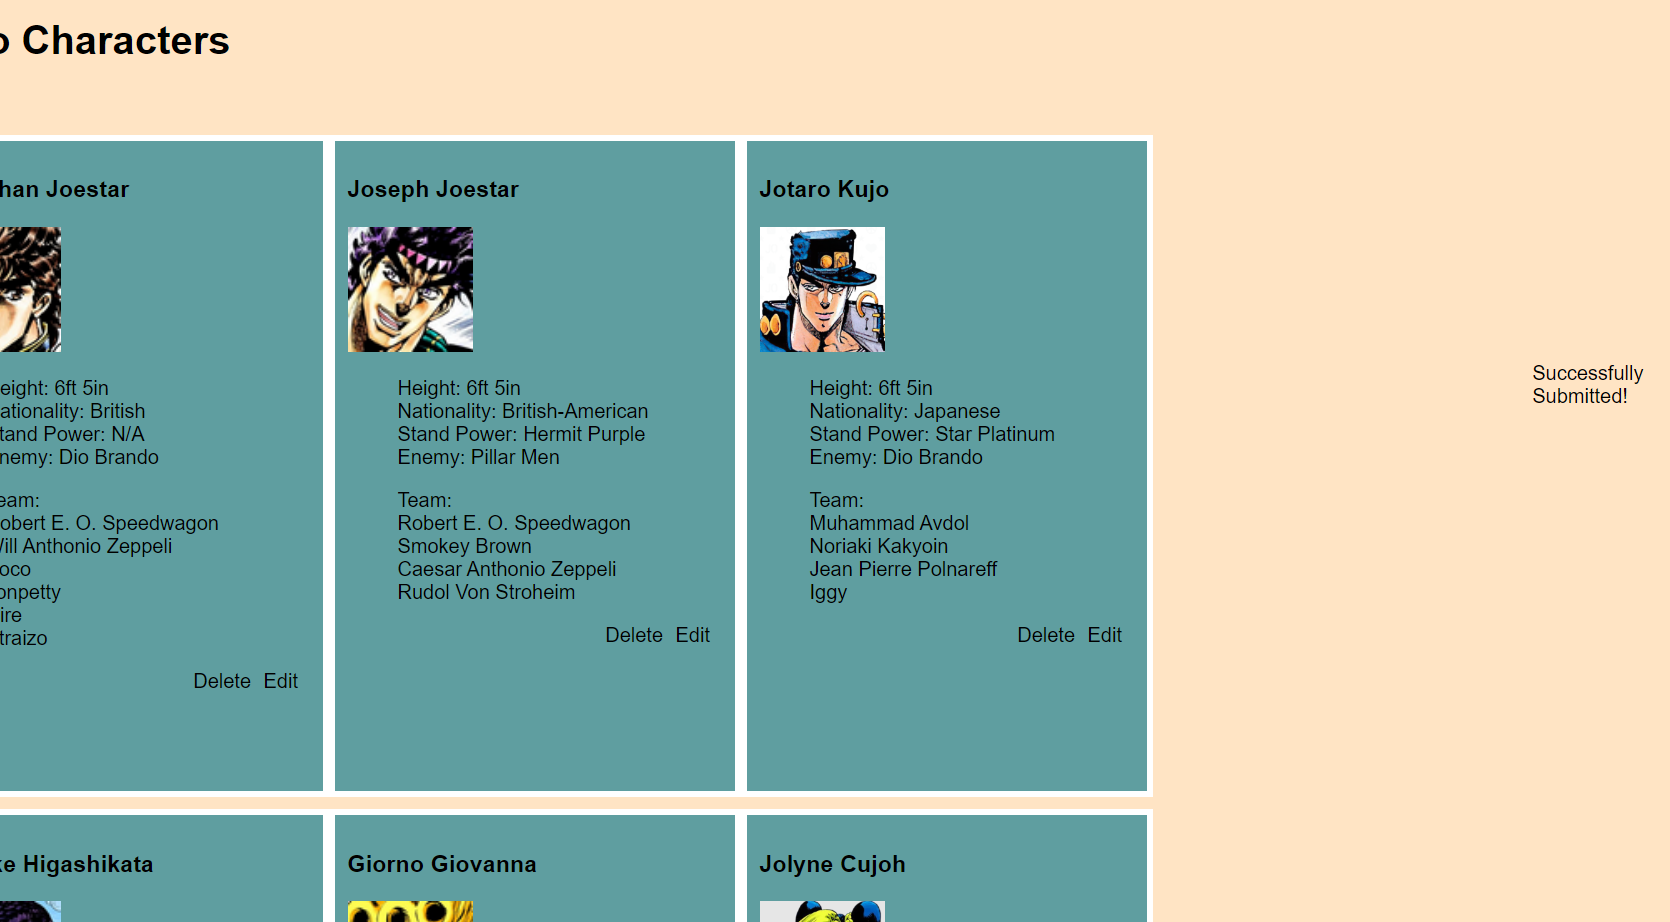 Characters
han Joestar
eight: 6ft 5in
ationality: British
tand Power: N/A
nemy: Dio Brando
eam:
obert E. O. Speedwagon
ill Anthonio Zeppeli
oco
onpetty
ire
traizo
Delete Edit
Joseph Joestar
Height: 6ft 5in
Nationality: British-American
Stand Power: Hermit Purple
Enemy: Pillar Men
Team:
Robert E. O. Speedwagon
Smokey Brown
Caesar Anthonio Zeppeli
Rudol Von Stroheim
Delete Edit
Jotaro Kujo
Height: 6ft 5in
Nationality: Japanese
Stand Power: Star Platinum
Enemy: Dio Brando
Team:
Muhammad Avdol
Noriaki Kakyoin
Jean Pierre Polnareff
Iggy
Delete Edit
Successfully
Submitted!
ke Higashikata
Giorno Giovanna
Jolyne Cujoh